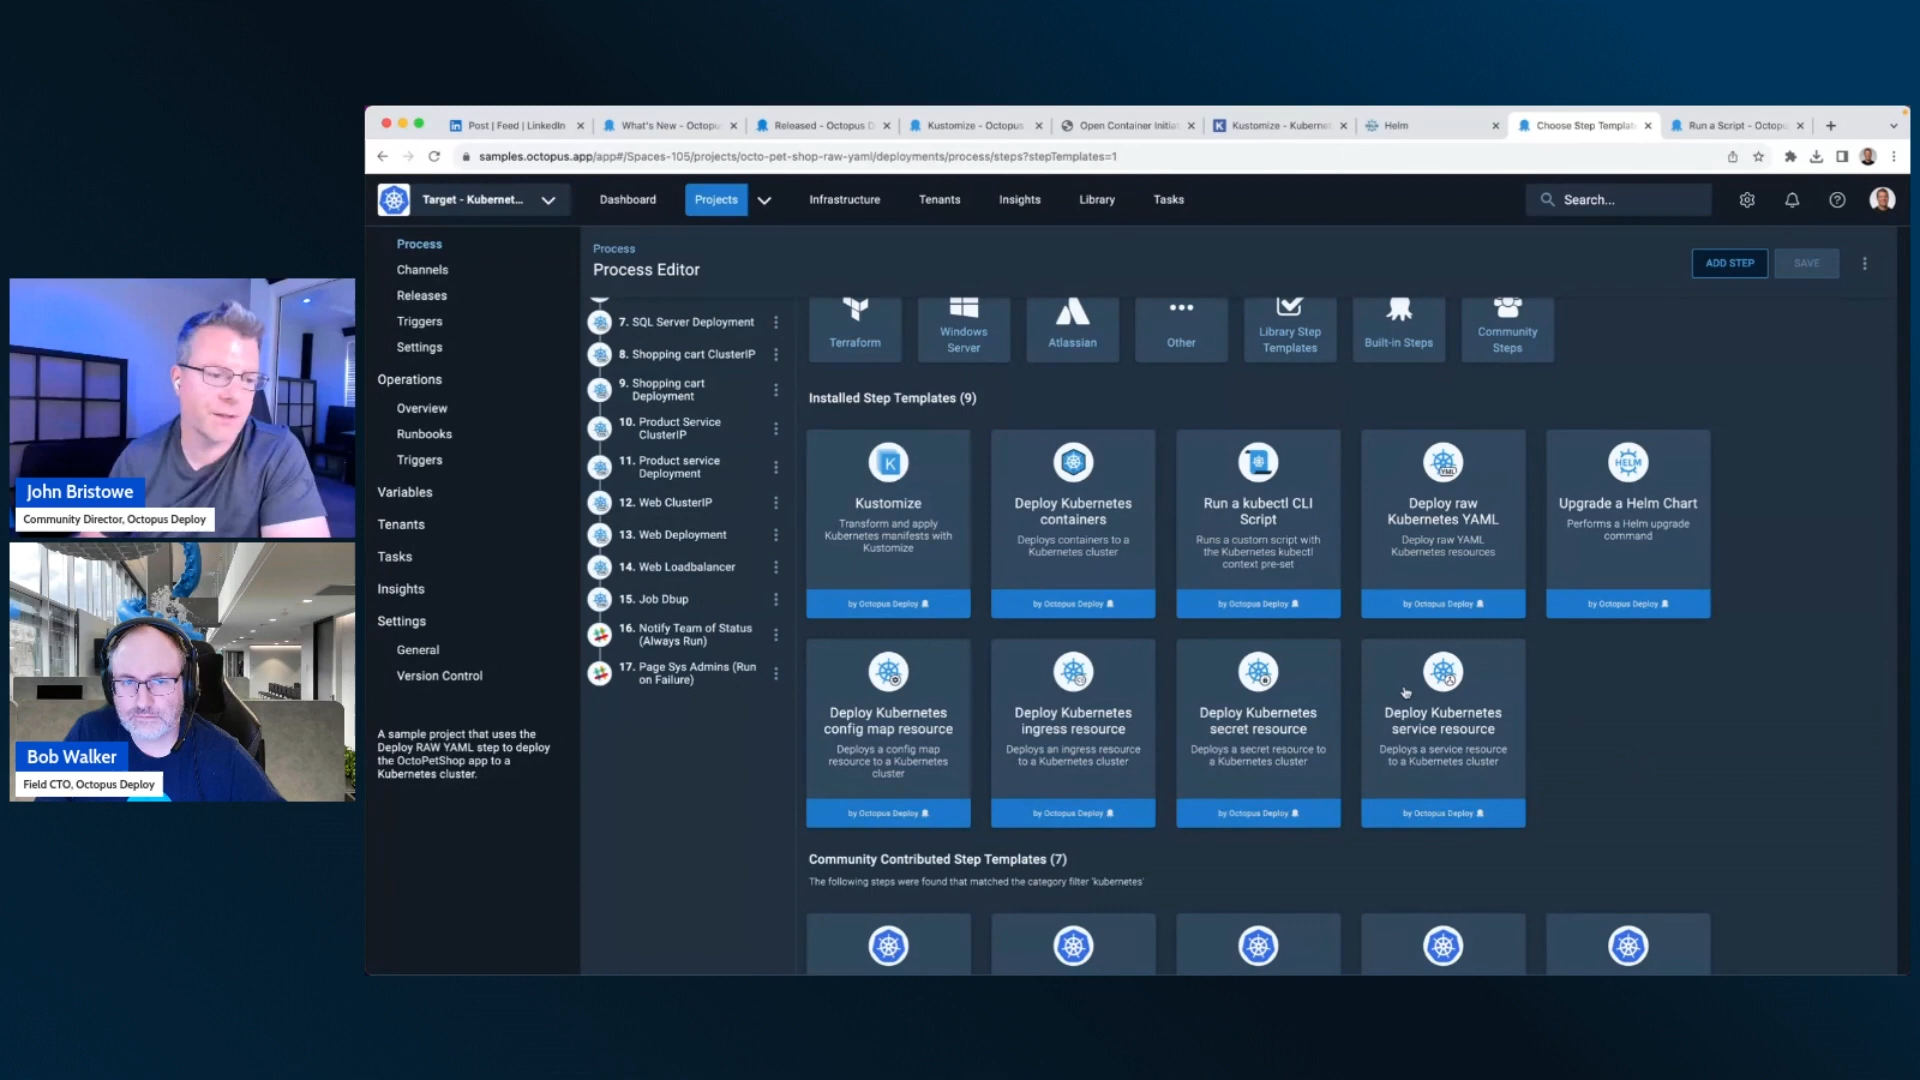 Post | Feed | LinkedIn
What's New - Octopu
Released - Octopus D
Kustomize - Octopus
Open Container Initia
Kustomize - Kubernet
Helm
Choose Step Templat
Run a Script - Octopu
samples.octopus.app/app#/Spaces-105/projects/octo-pet-shop-raw-yaml/deployments/process/steps?stepTemplates=1
Target - Kubernet...
Dashboard
Projects
Infrastructure
Tenants
Insights
Library
Tasks
Search...
Process
Channels
Releases
Triggers
Settings
Operations
Overview
Runbooks
Triggers
Variables
Tenants
Tasks
Insights
Settings
General
Version Control
A sample project that uses the
Deploy RAW YAML step to deploy
the OctoPetShop app to a
Kubernetes cluster.
Process
Process Editor
ADD STEP
SAVE
7. SQL Server Deployment
8. Shopping cart ClusterIP
9. Shopping cart
Deployment
10. Product Service
ClusterIP
11. Product service
Deployment
12. Web ClusterIP
13. Web Deployment
14. Web Loadbalancer
15. Job Dbup
16. Notify Team of Status
(Always Run)
17. Page Sys Admins (Run
on Failure)
Terraform
Windows
Server
Atlassian
Other
Library Step
Templates
Built-in Steps
Community
Steps
Installed Step Templates (9)
K
Kustomize
Transform and apply
Kubernetes manifests with
Kustomize
by Octopus Deploy
Deploy Kubernetes
containers
Deploys containers to a
Kubernetes cluster
by Octopus Deploy
Run a kubectl CLI
Script
Runs a custom script with
the Kubernetes kubectl
context pre-set
by Octopus Deploy
YML
Deploy raw
Kubernetes YAML
Deploy raw YAML
Kubernetes resources
by Octopus Deploy
HELM
Upgrade a Helm Chart
Performs a Helm upgrade
command
by Octopus Deploy
Deploy Kubernetes
config map resource
Deploys a config map
resource to a Kubernetes
cluster
by Octopus Deploy
Deploy Kubernetes
ingress resource
Deploys an ingress resource
to a Kubernetes cluster
by Octopus Deploy
Deploy Kubernetes
secret resource
Deploys a secret resource to
a Kubernetes cluster
by Octopus Deploy
Deploy Kubernetes
service resource
Deploys a service resource
to a Kubernetes cluster
by Octopus Deploy
Community Contributed Step Templates (7)
The following steps were found that matched the category filter 'kubernetes'
John Bristowe
Community Director, Octopus Deploy
Bob Walker
Field CTO, Octopus Deploy